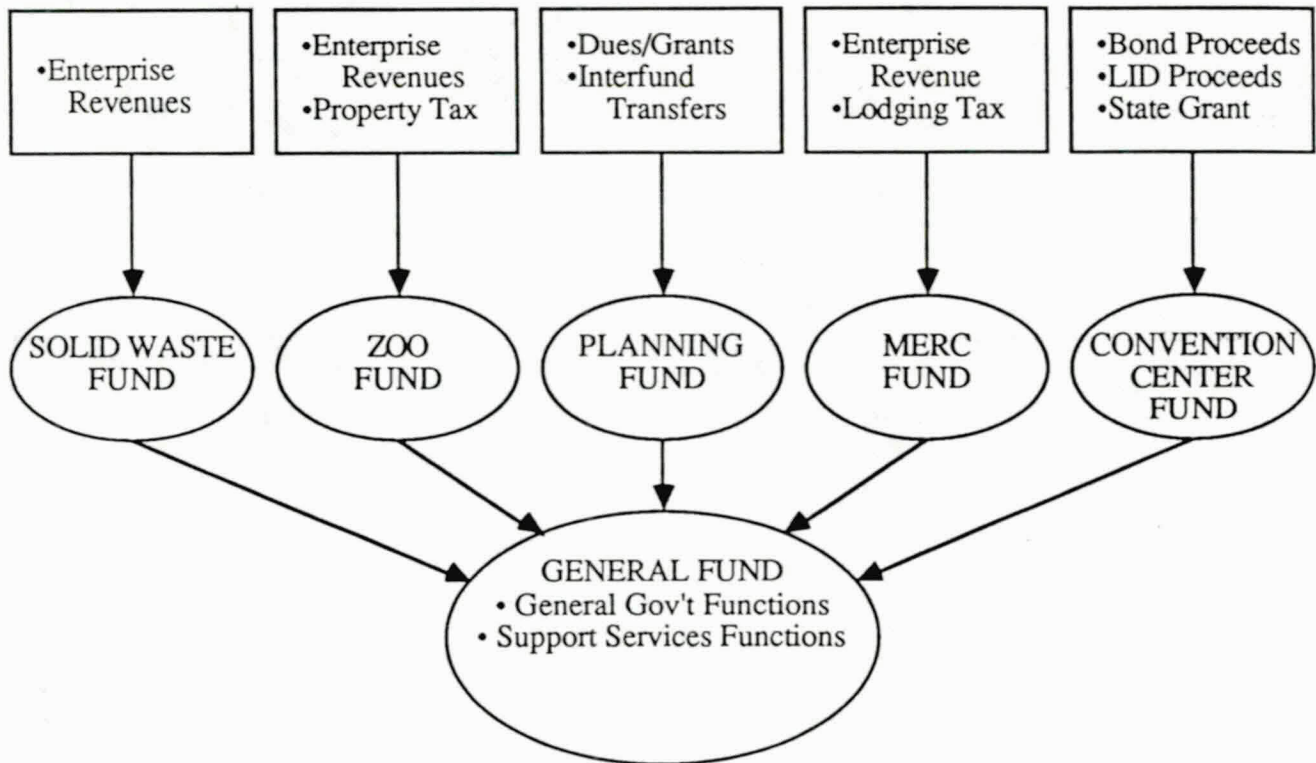 •Enterprise
Revenues
•Enterprise
Revenues
•Property Tax
•Dues/Grants
•Interfund
Transfers
•Enterprise
Revenue
•Lodging Tax
•Bond Proceeds
•LID Proceeds
•State Grant
SOLID WASTE
FUND
ZOO
FUND
PLANNING
FUND
MERC
FUND
CONVENTION
CENTER
FUND
GENERAL FUND
• General Gov't Functions
• Support Services Functions